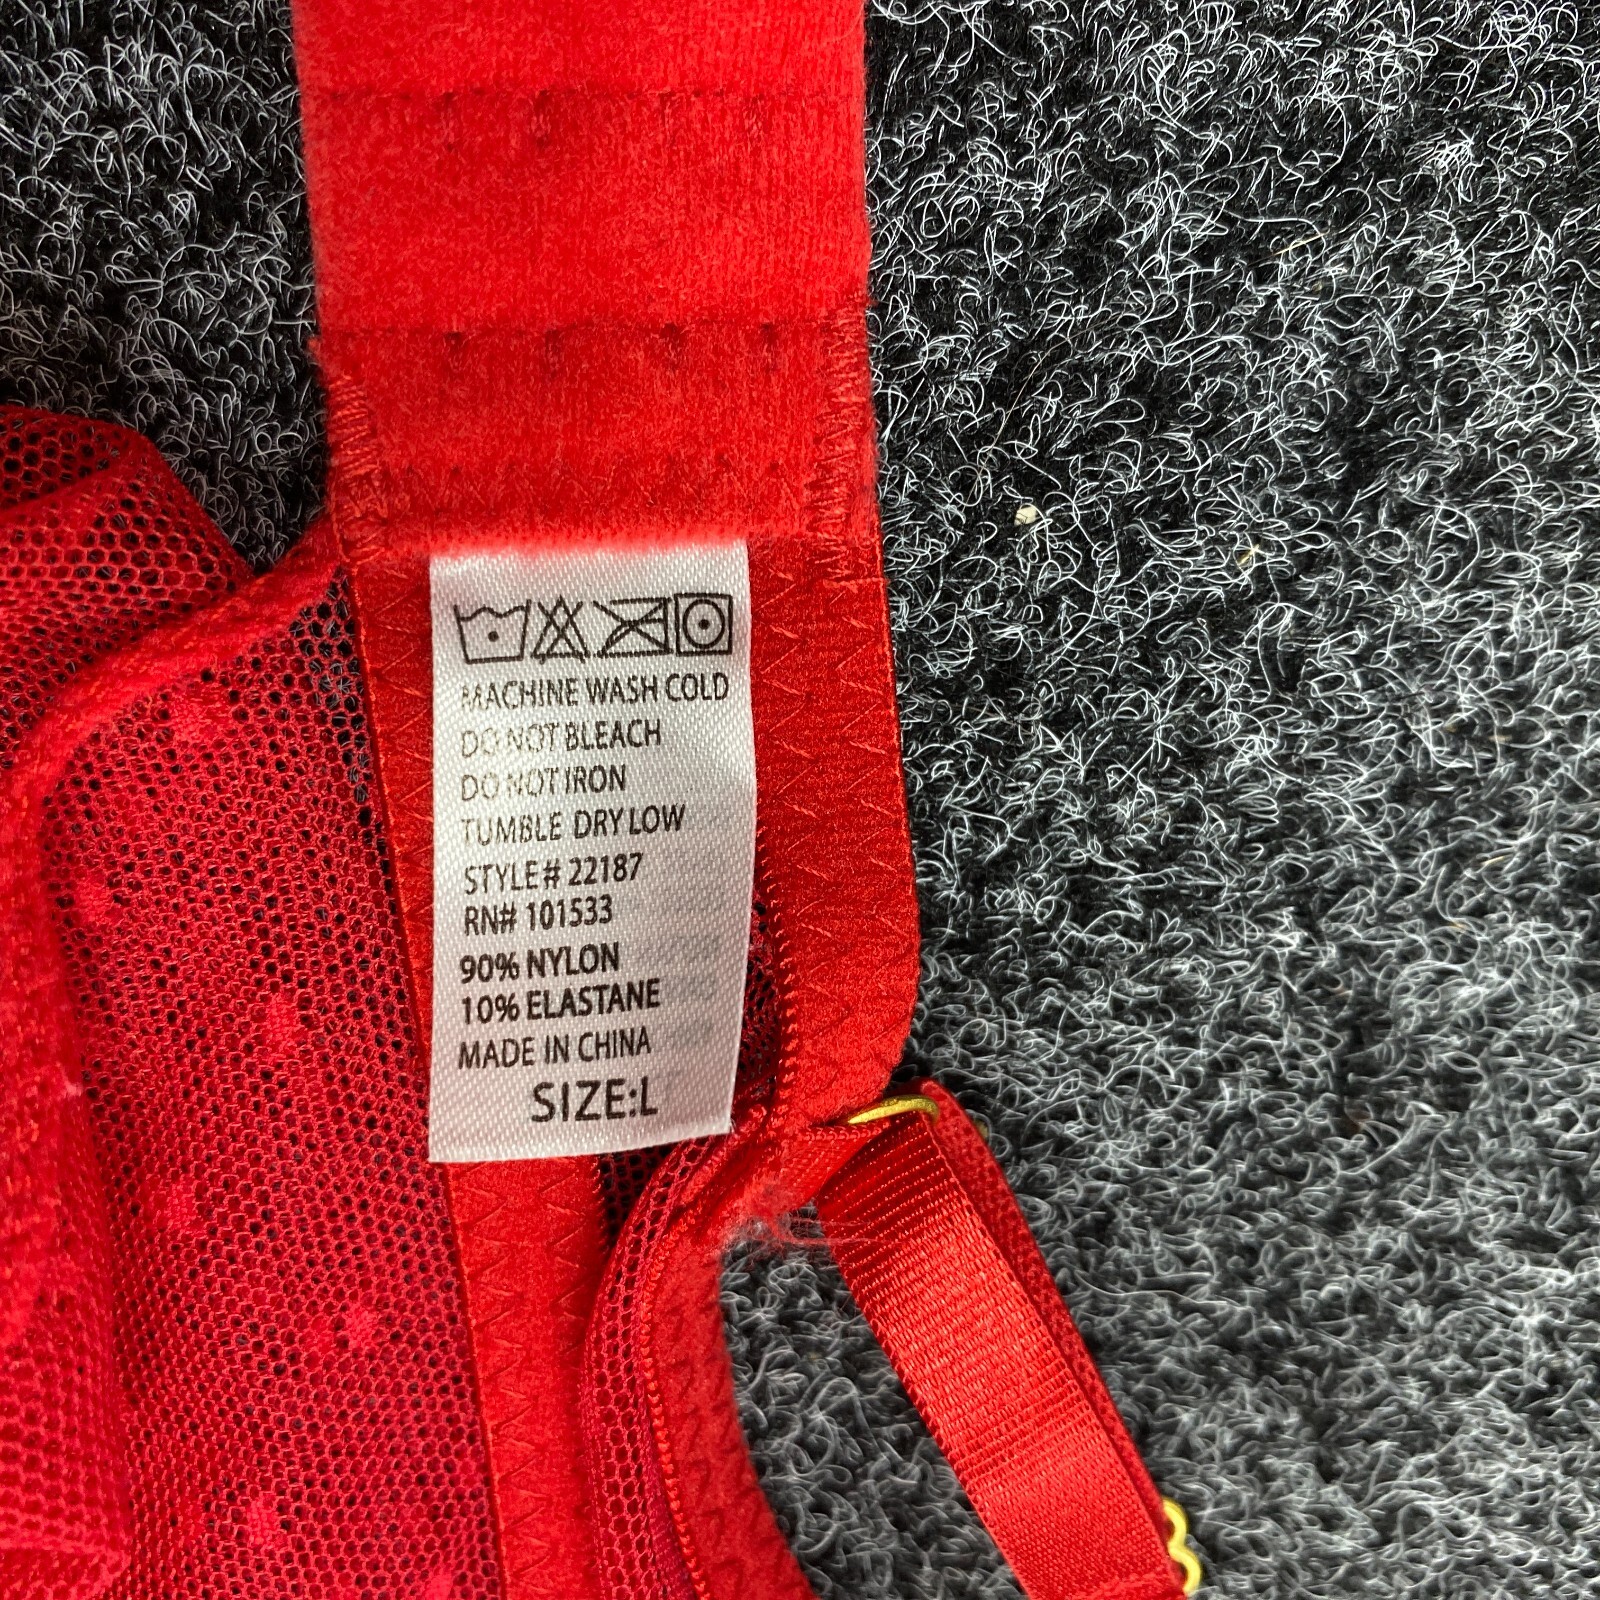 MACHINE WASH COLD
DO NOT BLEACH
DO NOT IRON
TUMBLE DRY LOW
STYLE# 22187
RN# 101533
90% NYLON
10% ELASTANE
MADE IN CHINA
SIZE:L